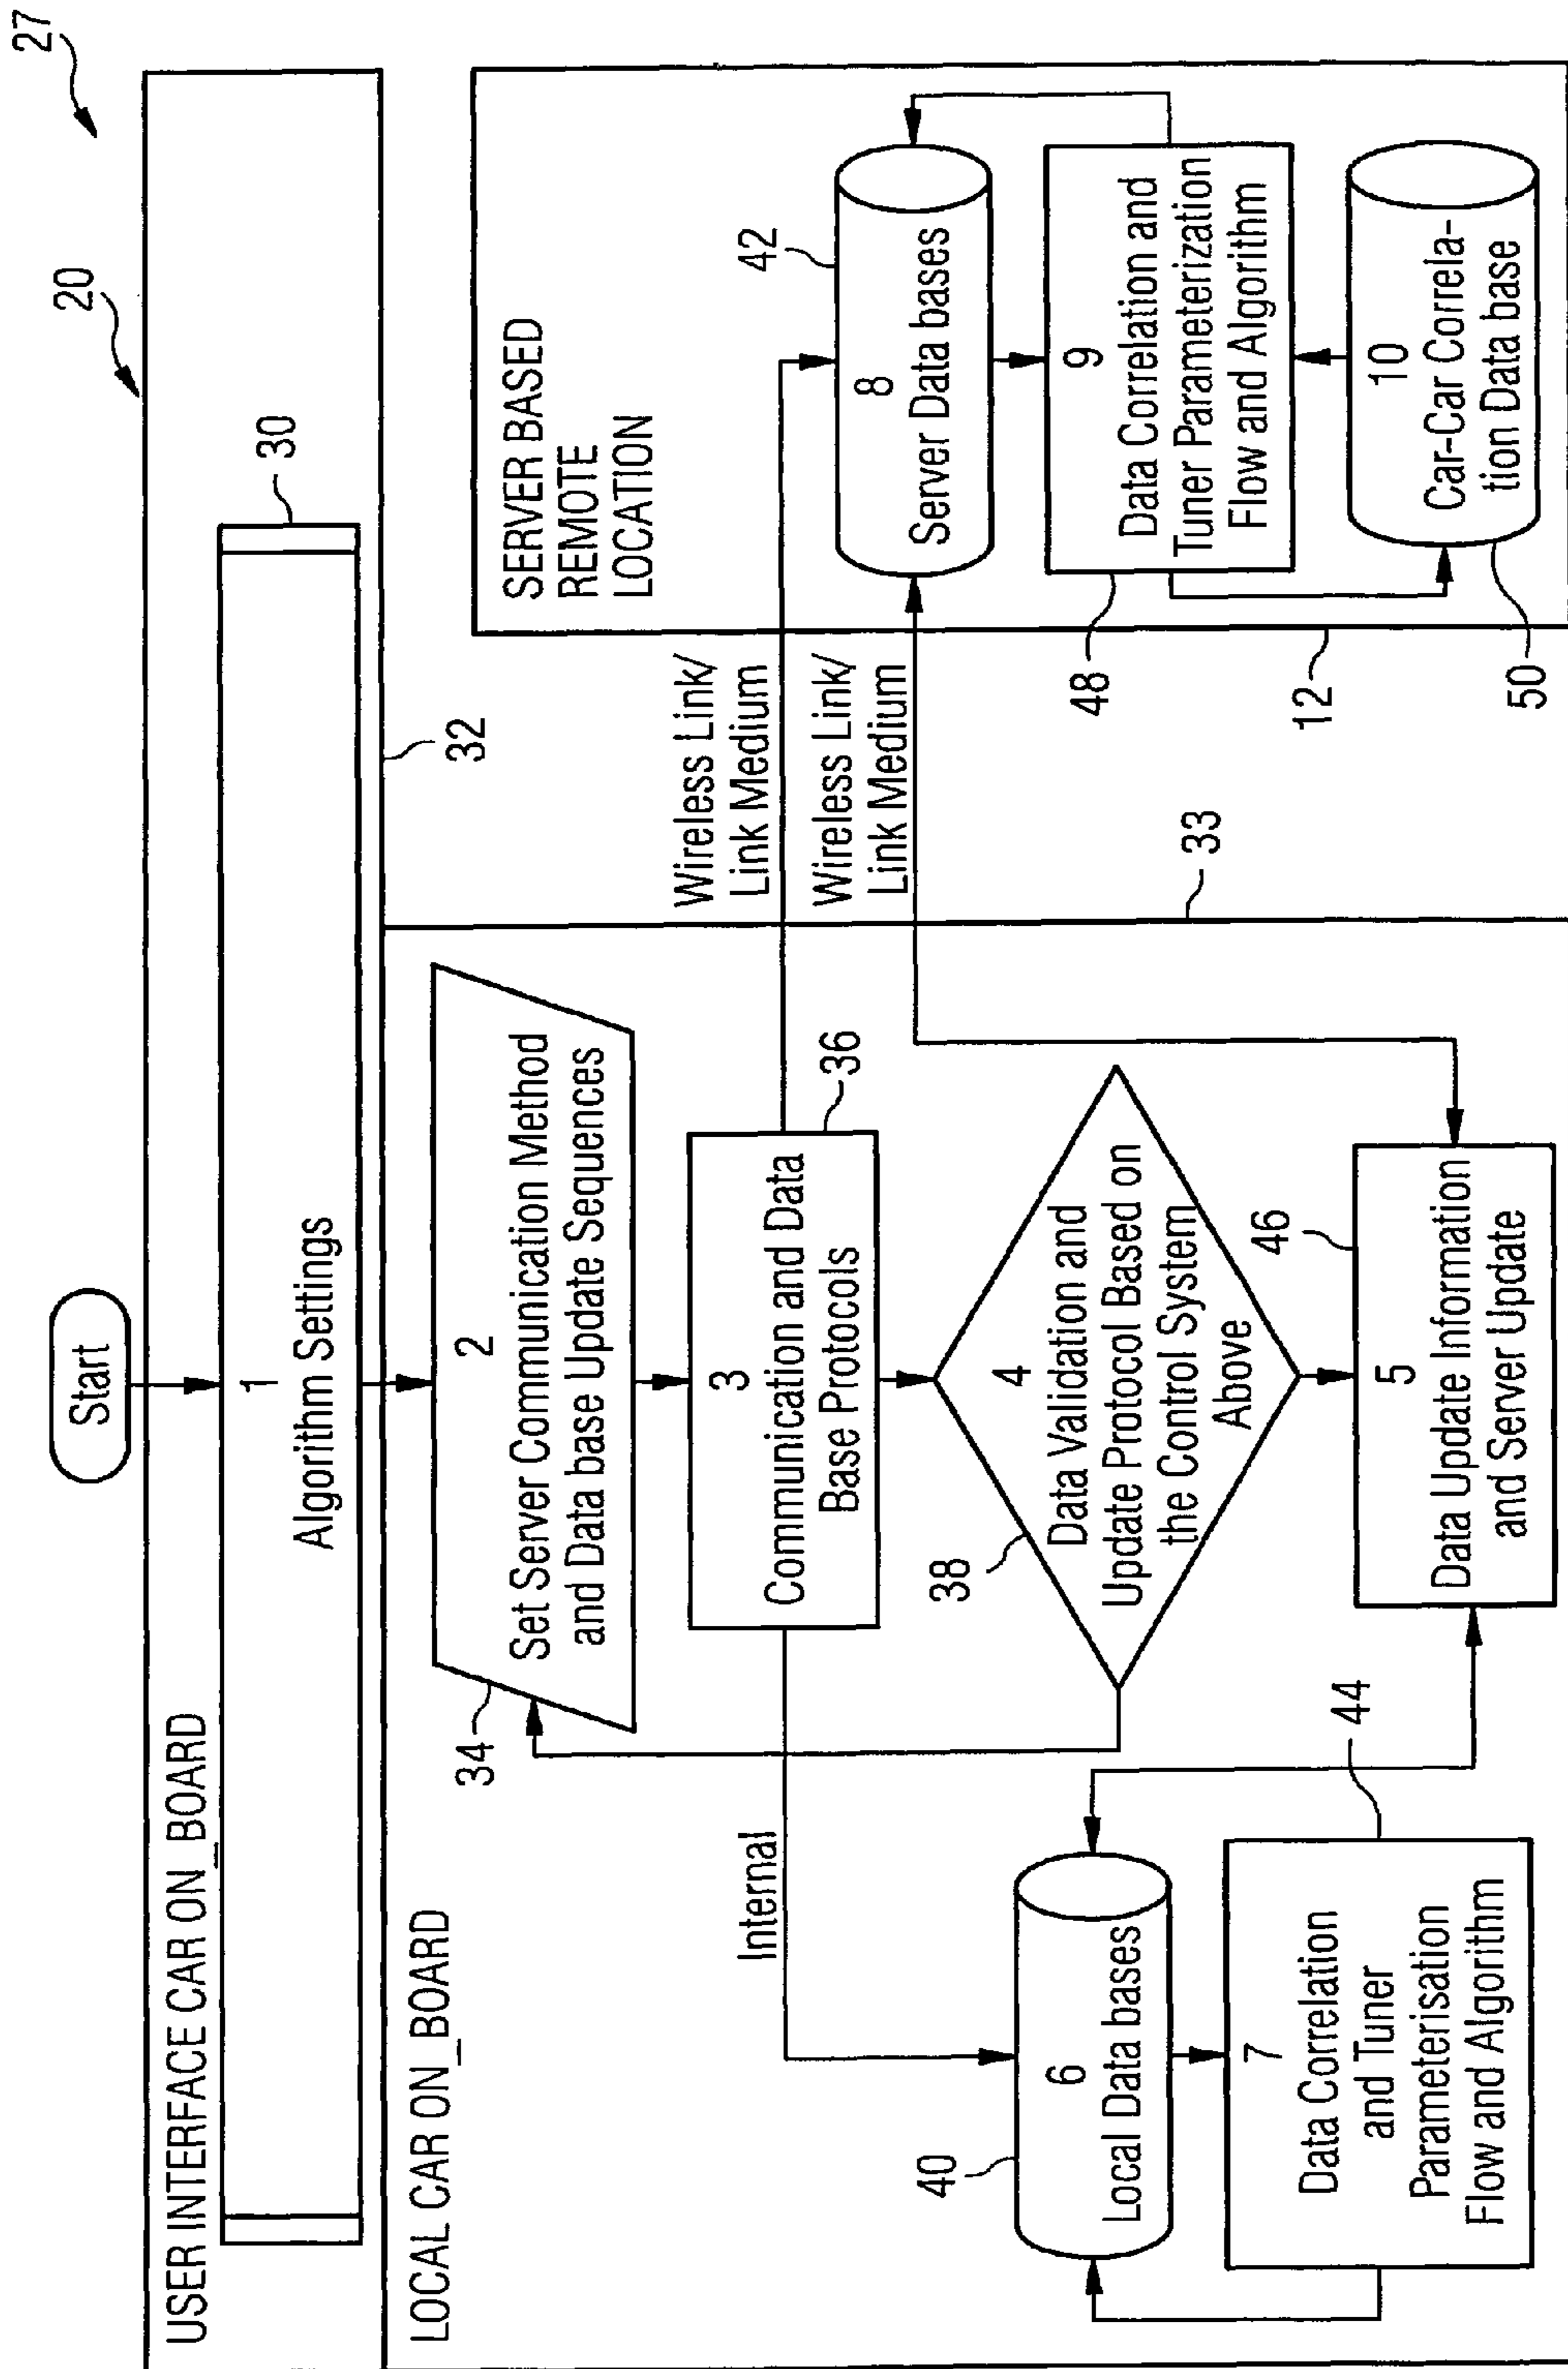 27
20
Start
USER INTERFACE CAR ON_BOARD
1
Algorithm Settings
30
32
LOCAL CAR ON_BOARD
34
2
Set Server Communication Method
and Data base Update Sequences
3
Communication and Data
Base Protocols
36
Internal
Wireless Link/
Link Medium
Wireless Link/
Link Medium
33
38
4
Data Validation and
Update Protocol Based on
the Control System
Above
46
5
Data Update Information
and Server Update
40
6
Local Data bases
44
7
Data Correlation
and Tuner
Parameterisation
Flow and Algorithm
SERVER BASED
REMOTE
LOCATION
42
8
Server Data bases
9
Data Correlation and
Tuner Parameterization
Flow and Algorithm
48
10
Car-Car Correla-
tion Data base
12
50